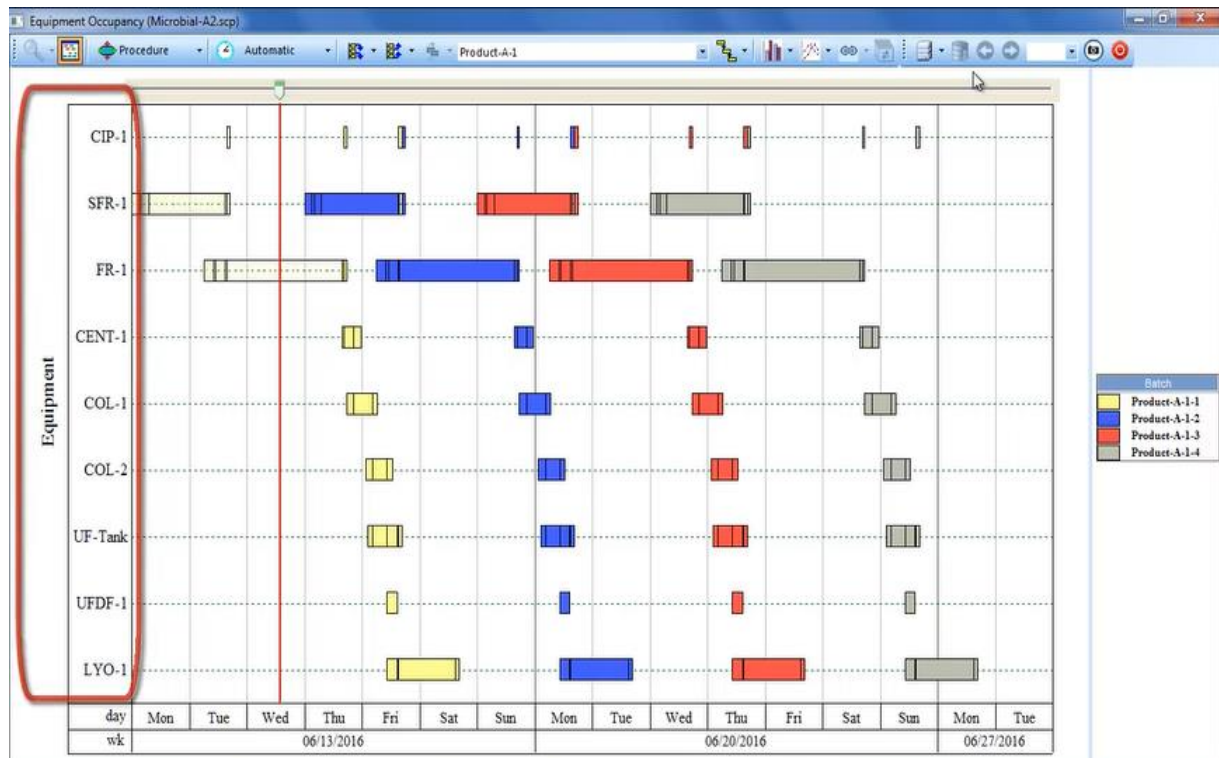 Equipment Occupancy (Microbial-A2.scp)
Procedure Automatic Product-A-1
Equipment
CIP-1
SFR-1
FR-1
CENT-1
COL-1
COL-2
UF-Tank
UFDF-1
LYO-1
Batch
Product-A-1-1
Product-A-1-2
Product-A-1-3
Product-A-1-4
day Mon Tue Wed Thu Fri Sat Sun Mon Tue Wed Thu Fri Sat Sun Mon Tue
wk 06/13/2016 06/20/2016 06/27/2016